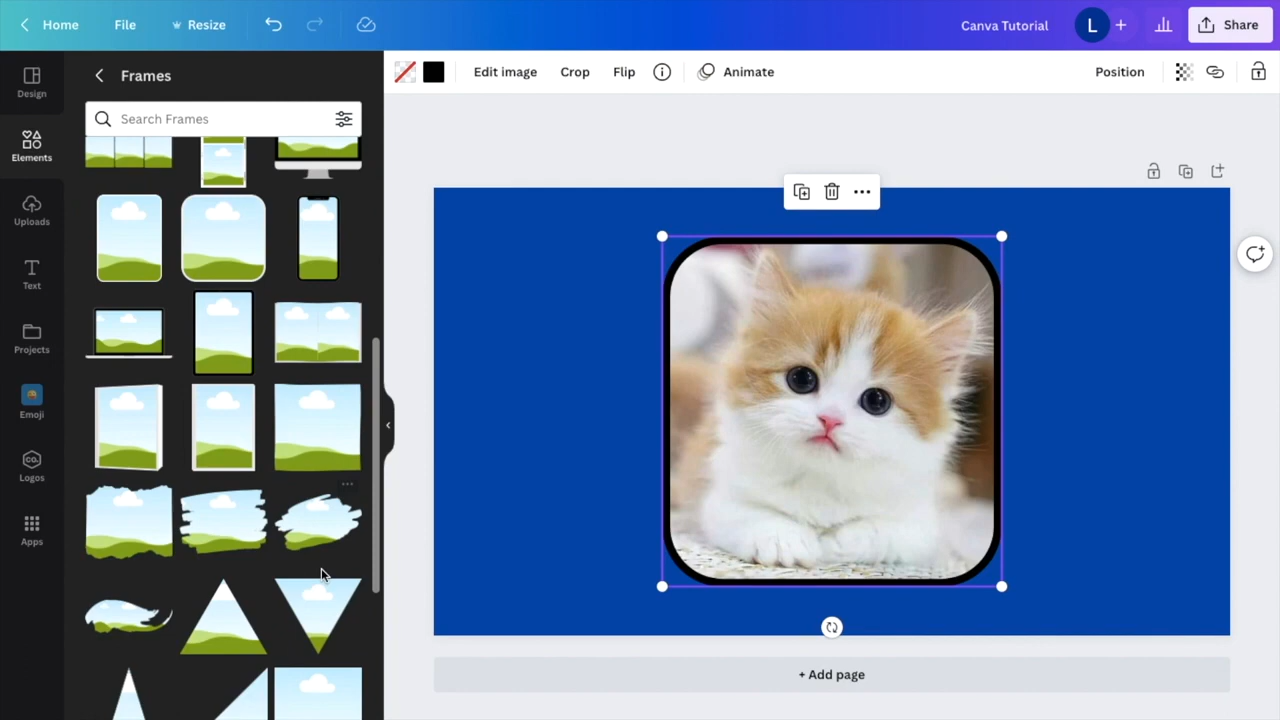 Home File Resize Canva Tutorial L + Share
Design
Elements
Uploads
Text
Projects
Emoji
CO.
Logos
Apps
Frames
Search Frames
Edit image Crop Flip Animate Position
+ Add page